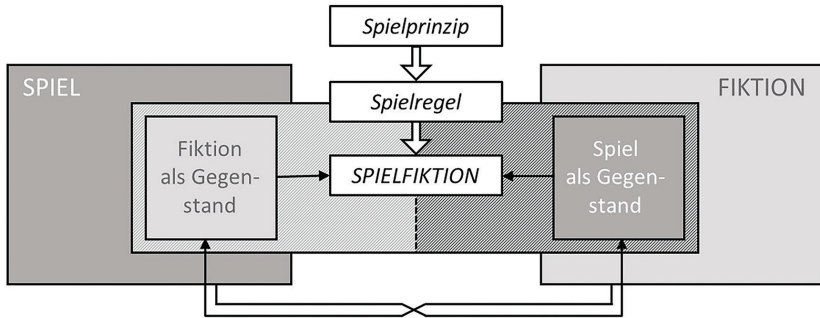 Spielprinzip
SPIEL
FIKTION
Spielregel
Fiktion
als Gegen-
stand
SPIELFIKTION
Spiel
als Gegen-
stand